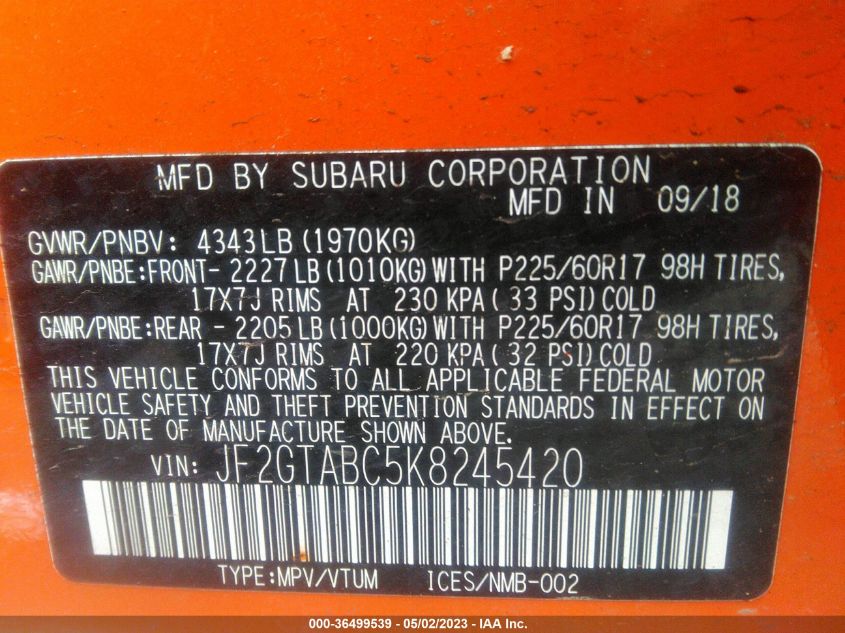 MFD BY SUBARU CORPORATION
MFD IN 09/18
GVWR/PNBV: 4343LB (1970KG)
GAWR/PNBE:FRONT- 2227 LB (1010KG) WITH P225/60R17 98H TIRES,
17X7J RIMS AT 230 KPA ( 33 PSI) COLD
GAWR/PNBE:REAR - 2205 LB (1000KG) WITH P225/60R17 98H TIRES,
17X7J RIMS AT 220 KPA ( 32 PSI) COLD
THIS VEHICLE CONFORMS TO ALL APPLICABLE FEDERAL MOTOR
VEHICLE SAFETY AND THEFT PREVENTION STANDARDS IN EFFECT ON
THE DATE OF MANUFACTURE SHOWN ABOVE.
VIN: JF2GTABC5K8245420
TYPE:MPV/VTUM ICES/NMB-002
000-36499539 - 05/02/2023 - IAA Inc.